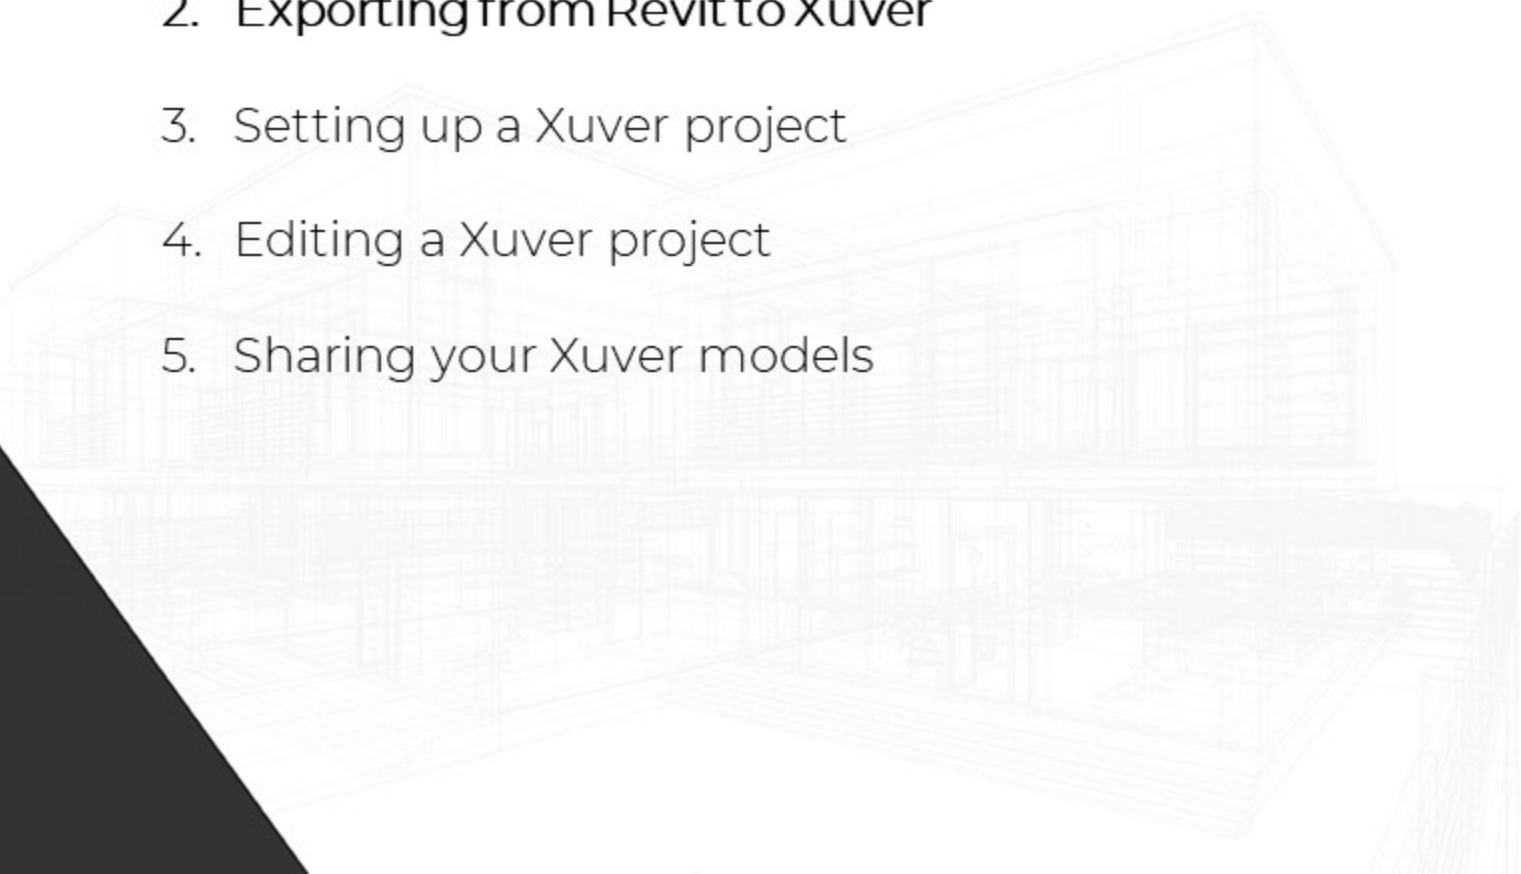 2. Exporting from Revit to Xuver
3. Setting up a Xuver project
4. Editing a Xuver project
5. Sharing your Xuver models